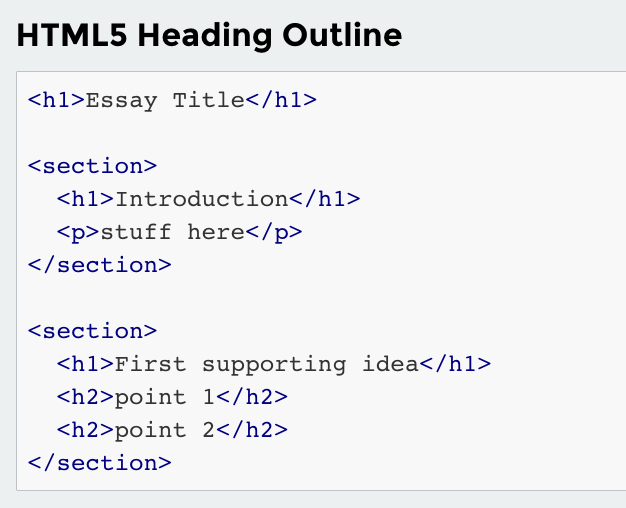 HTML5 Heading Outline
<h1>Essay Title</h1>
<section>
<h1>Introduction</h1>
<p>stuff here</p>
</section>
<section>
<h1>First supporting idea</h1>
<h2>point 1</h2>
<h2>point 2</h2>
</section>